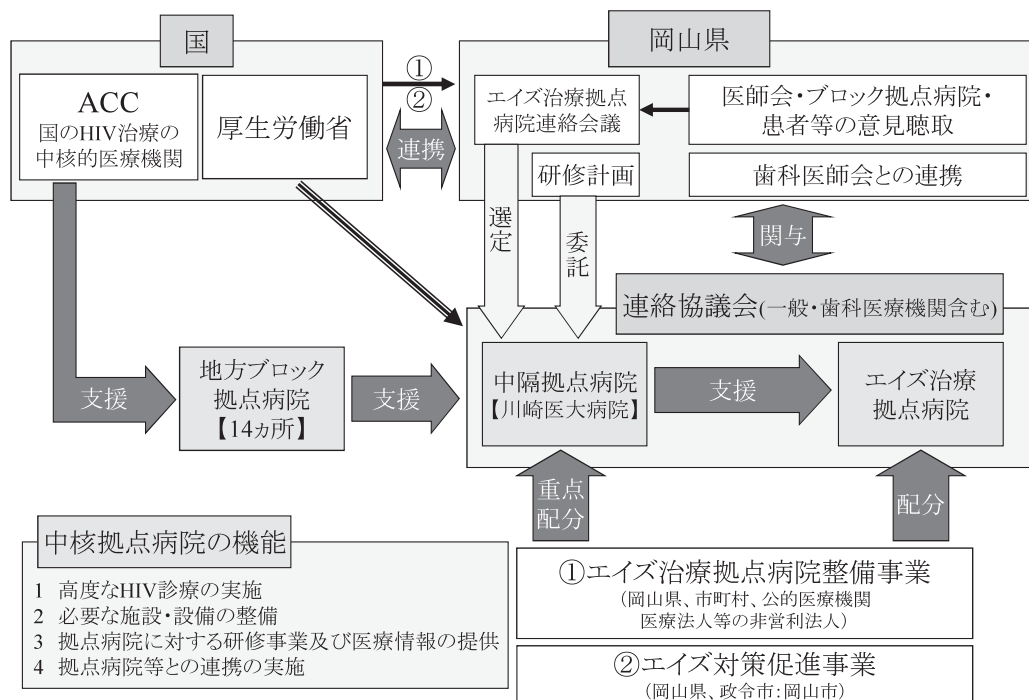 国
ACC
国のHIV治療の
中核的医療機関
厚生労働省
①
②
連携
岡山県
エイズ治療拠点
病院連絡会議
医師会・ブロック拠点病院・
患者等の意見聴取
研修計画
歯科医師会との連携
選定
委託
関与
連絡協議会(一般・歯科医療機関含む)
支援
地方ブロック
拠点病院
【14ヵ所】
支援
中隔拠点病院
【川崎医大病院】
支援
エイズ治療
拠点病院
重点
配分
配分
中核拠点病院の機能
1 高度なHIV診療の実施
2 必要な施設・設備の整備
3 拠点病院に対する研修事業及び医療情報の提供
4 拠点病院等との連携の実施
①エイズ治療拠点病院整備事業
(岡山県、市町村、公的医療機関
医療法人等の非営利法人)
②エイズ対策促進事業
(岡山県、政令市:岡山市)